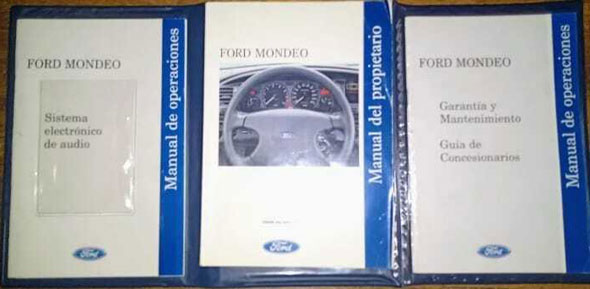 FORD MONDEO
Sistema
electrónico
de audio
Manual de operaciones
Ford
FORD MONDEO
Manual del propietario
Ford
FORD MONDEO
Garantía y
Mantenimiento
Guía de
Concesionarios
Manual de operaciones
Ford